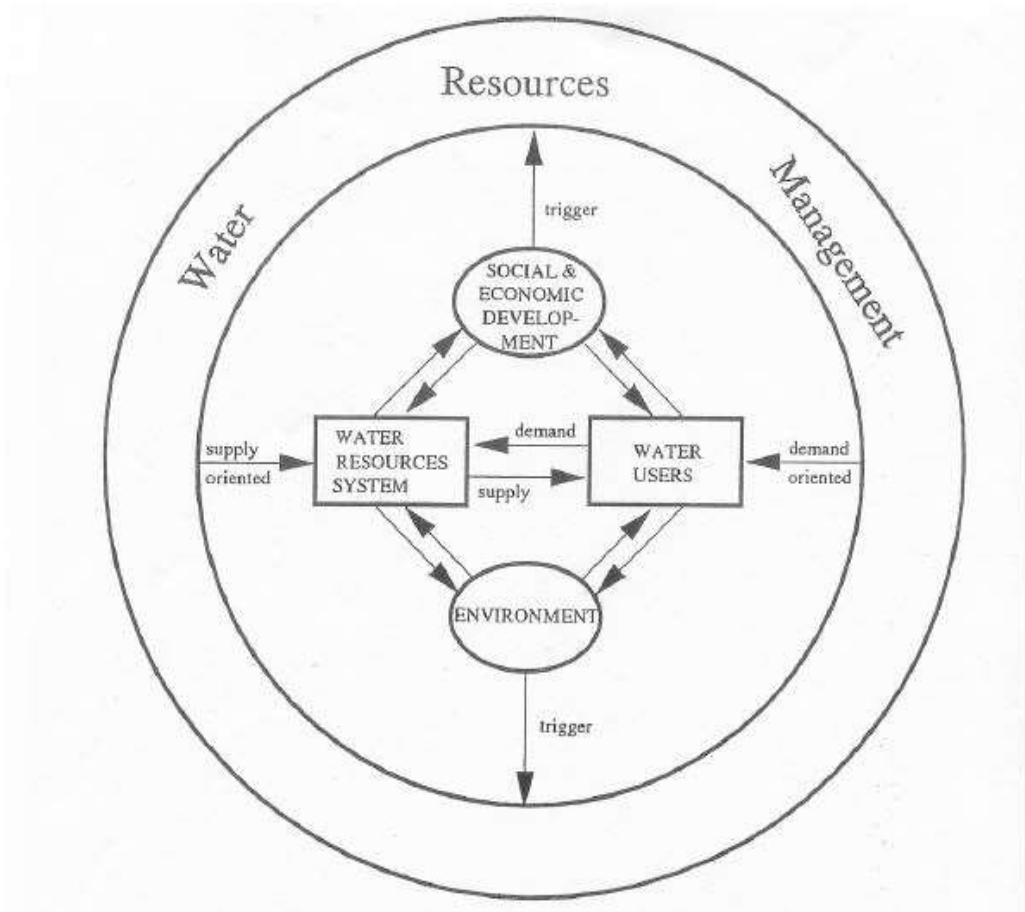 Water Resources Management
trigger
SOCIAL &
ECONOMIC
DEVELOP-
MENT
supply
oriented
WATER
RESOURCES
SYSTEM
demand
supply
WATER
USERS
demand
oriented
ENVIRONMENT
trigger